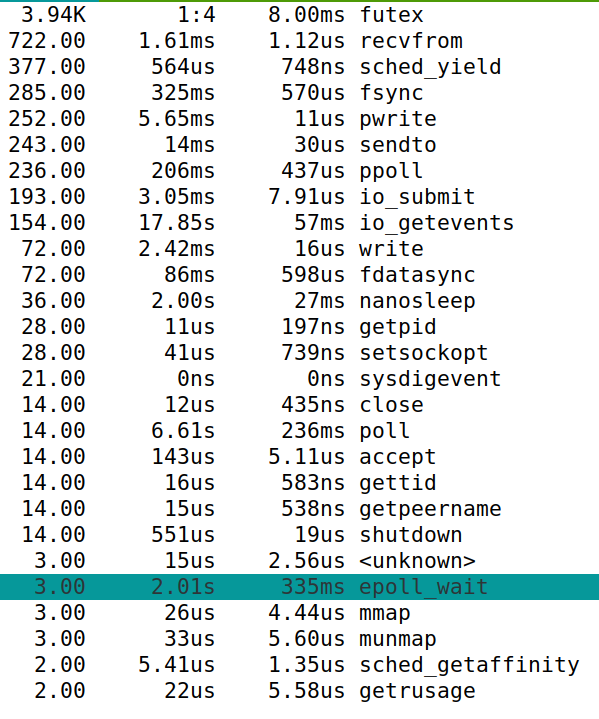 3.94K 1:4 8.00ms futex
722.00 1.61ms 1.12us recvfrom
377.00 564us 748ns sched_yield
285.00 325ms 570us fsync
252.00 5.65ms 11us pwrite
243.00 14ms 30us sendto
236.00 206ms 437us ppoll
193.00 3.05ms 7.91us io_submit
154.00 17.85s 57ms io_getevents
72.00 2.42ms 16us write
72.00 86ms 598us fdatasync
36.00 2.00s 27ms nanosleep
28.00 11us 197ns getpid
28.00 41us 739ns setsockopt
21.00 0ns 0ns sysdigevent
14.00 12us 435ns close
14.00 6.61s 236ms poll
14.00 143us 5.11us accept
14.00 16us 583ns gettid
14.00 15us 538ns getpeername
14.00 551us 19us shutdown
3.00 15us 2.56us <unknown>
3.00 2.01s 335ms epoll_wait
3.00 26us 4.44us mmap
3.00 33us 5.60us munmap
2.00 5.41us 1.35us sched_getaffinity
2.00 22us 5.58us getrusage